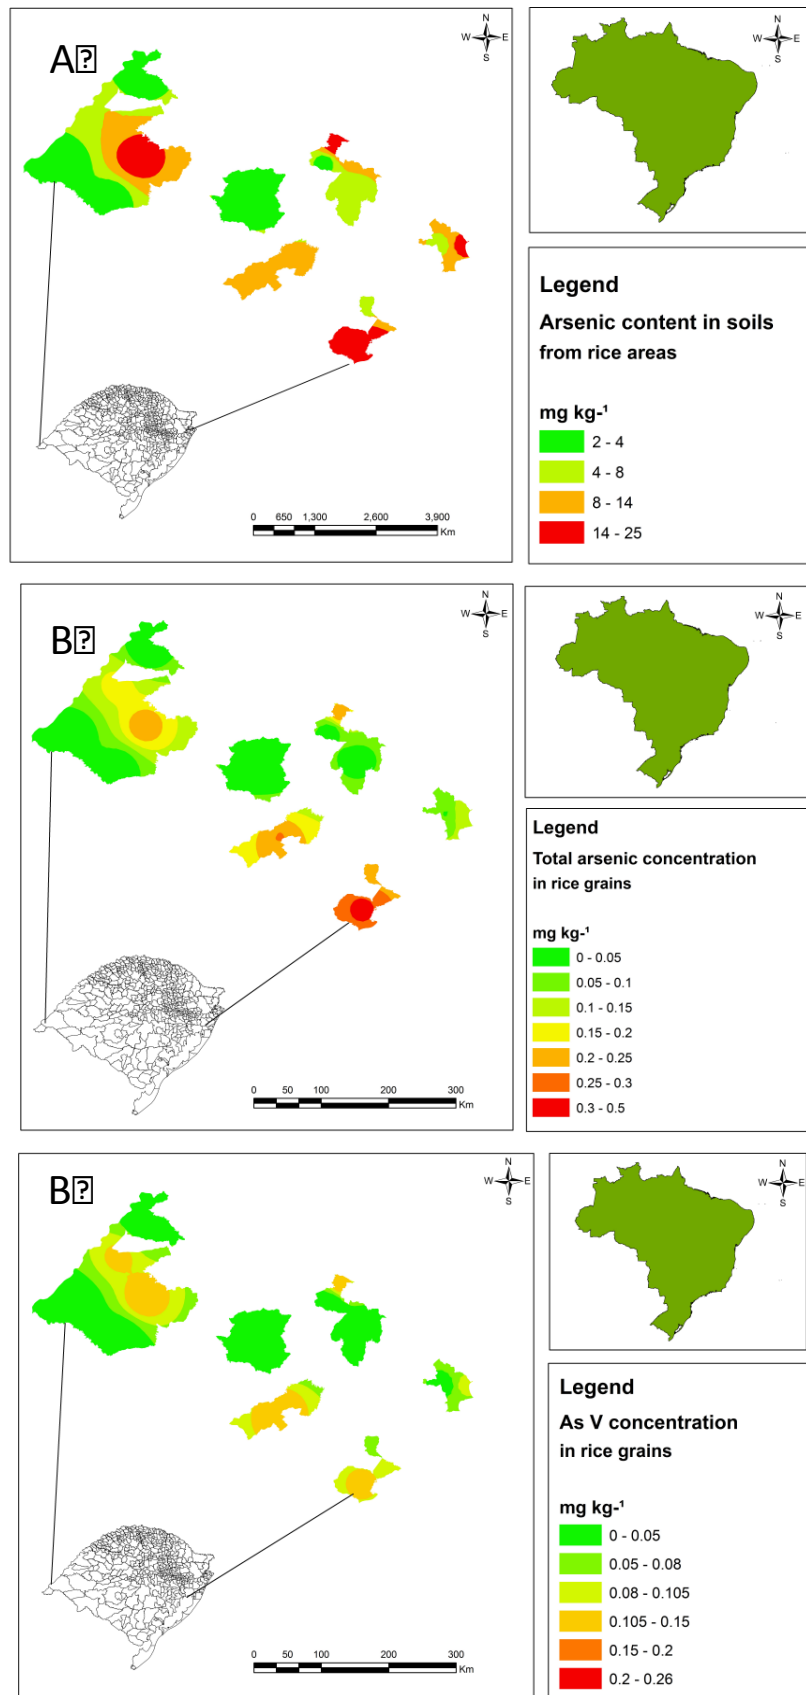 A⍰
N
W E
S
Legend
Arsenic content in soils
from rice areas
mg kg-¹
2 - 4
4 - 8
8 - 14
14 - 25
0 650 1,300 2,600 3,900
Km
B⍰
N
W E
S
Legend
Total arsenic concentration
in rice grains
mg kg-¹
0 - 0.05
0.05 - 0.1
0.1 - 0.15
0.15 - 0.2
0.2 - 0.25
0.25 - 0.3
0.3 - 0.5
0 50 100 200 300
Km
B⍰
N
W E
S
Legend
As V concentration
in rice grains
mg kg-¹
0 - 0.05
0.05 - 0.08
0.08 - 0.105
0.105 - 0.15
0.15 - 0.2
0.2 - 0.26
0 50 100 200 300
Km
N
W E
S
N
W E
S
N
W E
S